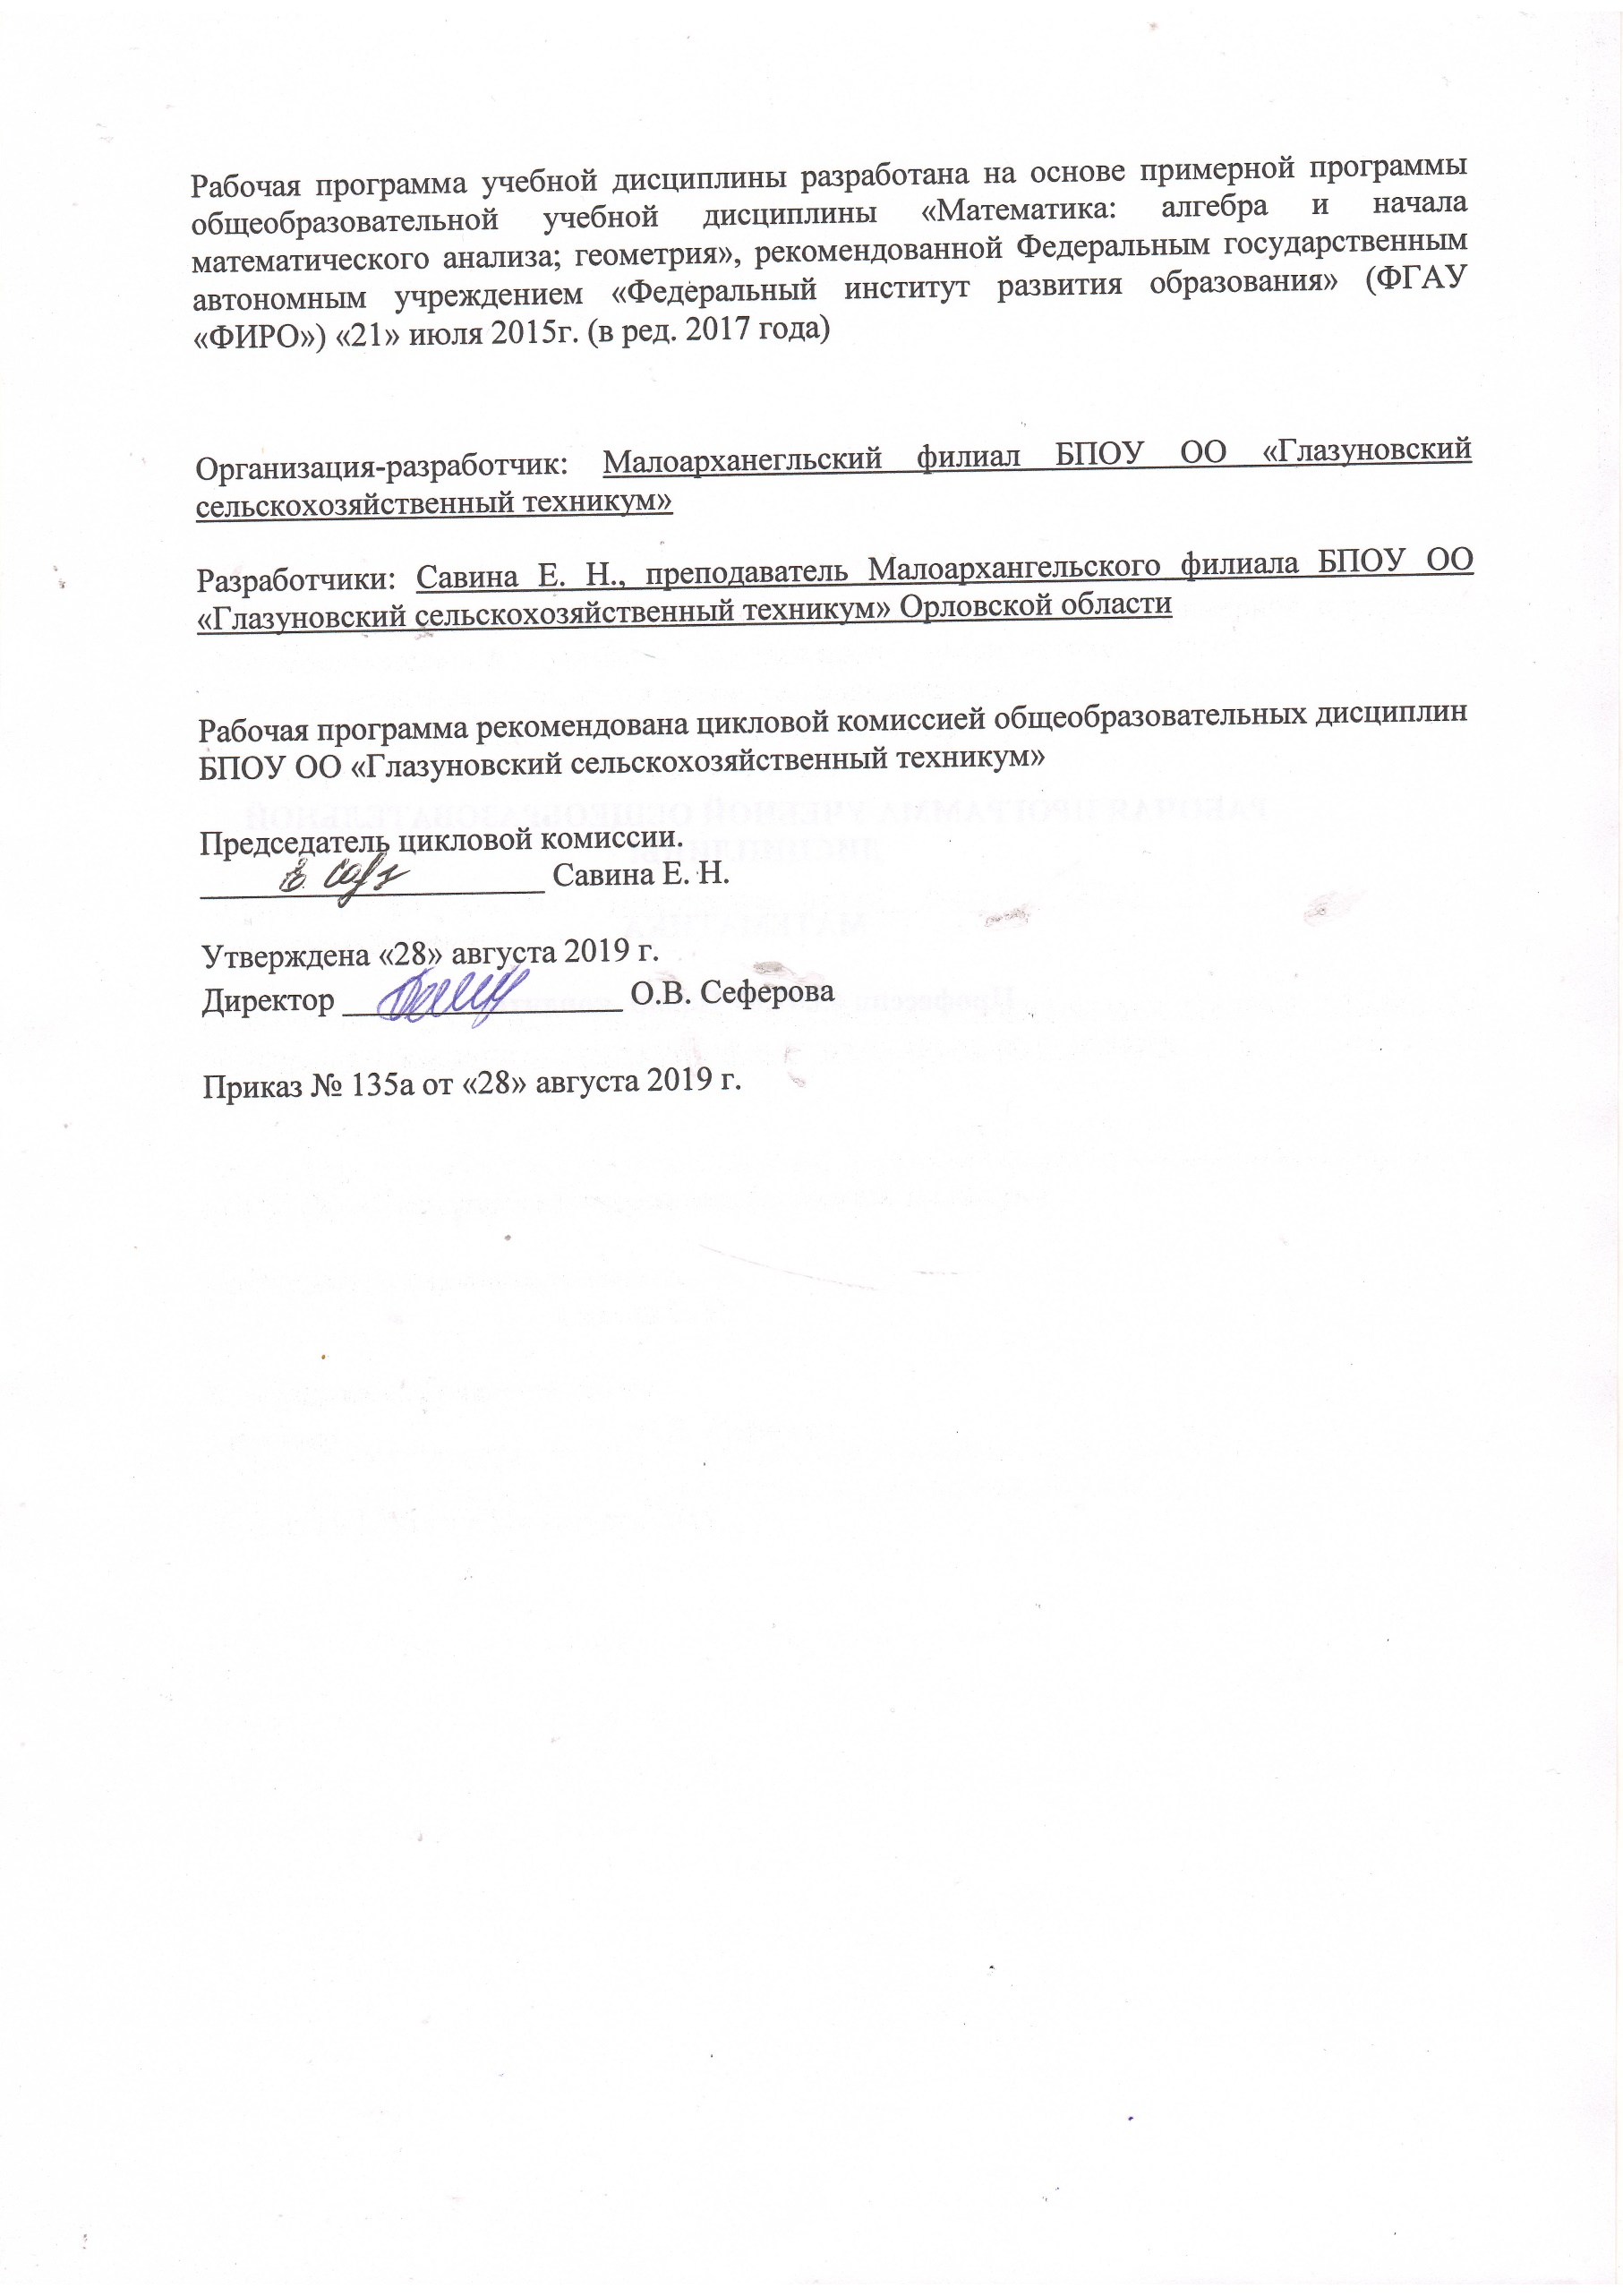 Рабочая программа учебной дисциплины разработана на основе примерной программы
общеобразовательной учебной дисциплины «Математика: алгебра и начала
математического анализа; геометрия», рекомендованной Федеральным государственным
автономным учреждением «Федеральный институт развития образования» (ФГАУ
«ФИРО») «21» июля 2015г. (в ред. 2017 года)
Организация-разработчик: Малоарханегльский филиал БПОУ ОО «Глазуновский
сельскохозяйственный техникум»
Разработчики: Савина Е. Н., преподаватель Малоархангельского филиала БПОУ ОО
«Глазуновский сельскохозяйственный техникум» Орловской области
Рабочая программа рекомендована цикловой комиссией общеобразовательных дисциплин
БПОУ ОО «Глазуновский сельскохозяйственный техникум»
Председатель цикловой комиссии.
Савина Е. Н.
Утверждена «28» августа 2019 г.
Директор О.В. Сеферова
Приказ № 135а от «28» августа 2019 г.